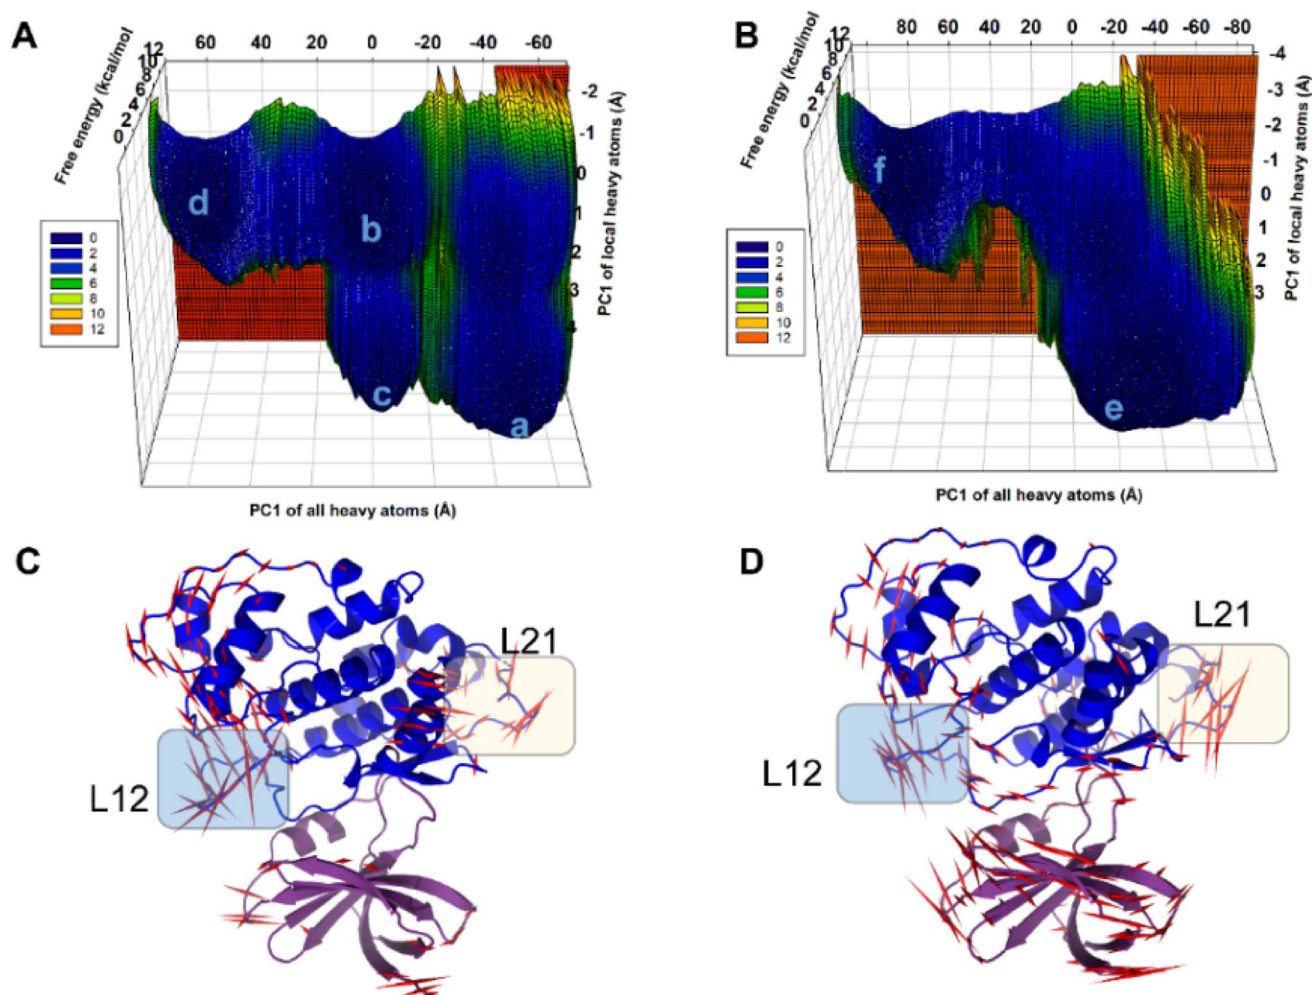 A
Free energy (kcal/mol)
12
10
8
6
4
2
0
60 40 20 0 -20 -40 -60
-2
-1
0
1
2
3
4
PC1 of local heavy atoms (Å)
d
b
c
a
0
2
4
6
8
10
12
PC1 of all heavy atoms (Å)
B
Free energy (kcal/mol)
12
10
8
6
4
2
0
80 60 40 20 0 -20 -40 -60 -80
-4
-3
-2
-1
0
1
2
3
PC1 of local heavy atoms (Å)
f
e
0
2
4
6
8
10
12
PC1 of all heavy atoms (Å)
C
L21
L12
D
L21
L12